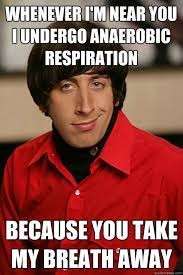 WHENEVER I'M NEAR YOU
I UNDERGO ANAEROBIC
RESPIRATION
BECAUSE YOU TAKE
MY BREATH AWAY